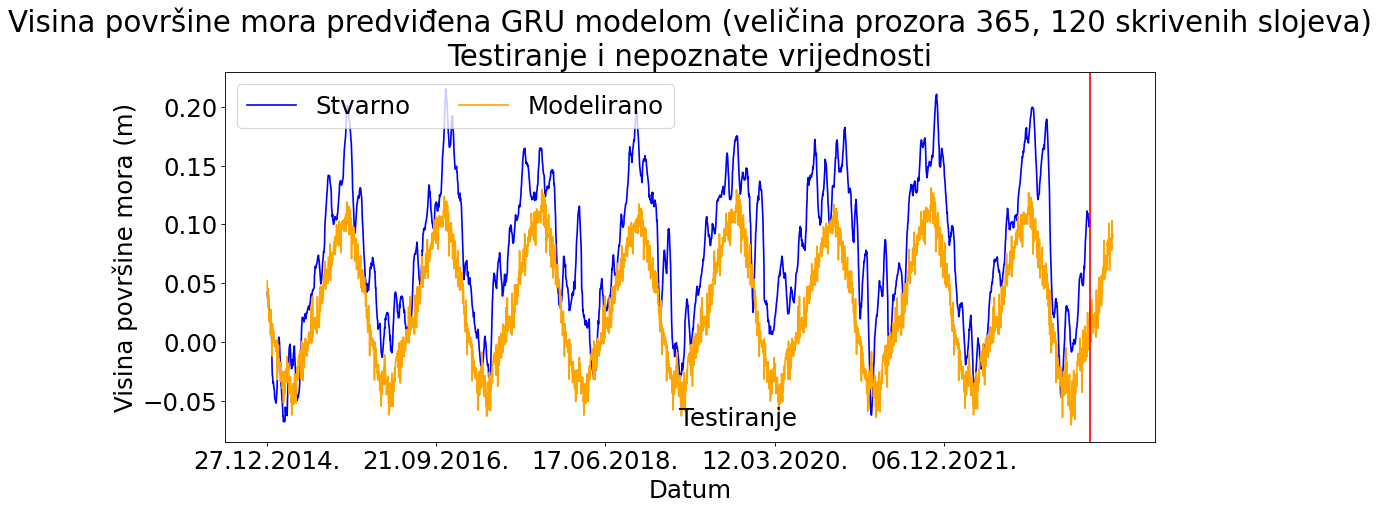 Visina površine mora predviđena GRU modelom (veličina prozora 365, 120 skrivenih slojeva)
Testiranje i nepoznate vrijednosti
Stvarno Modelirano
Visina površine mora (m)
0.20
0.15
0.10
0.05
0.00
−0.05
Testiranje
27.12.2014. 21.09.2016. 17.06.2018. 12.03.2020. 06.12.2021.
Datum